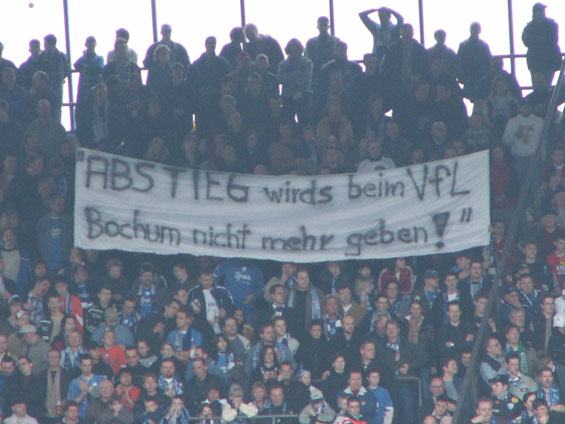 "ABSTIEG wirds beim VfL
Bochum nicht mehr geben!"